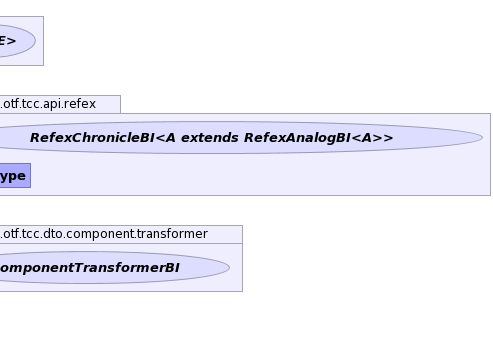 E>
.otf.tcc.api.refex
RefexChronicleBI<A extends RefexAnalogBI<A>>
ype
.otf.tcc.dto.component.transformer
omponentTransformerBI